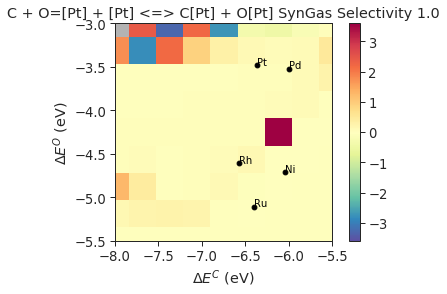 C + O=[Pt] + [Pt] <=> C[Pt] + O[Pt] SynGas Selectivity 1.0
−3.0
−3.5
−4.0
−4.5
−5.0
−5.5
ΔE^O (eV)
Pt
Pd
Rh
Ni
Ru
−8.0 −7.5 −7.0 −6.5 −6.0 −5.5
ΔE^C (eV)
3
2
1
0
−1
−2
−3